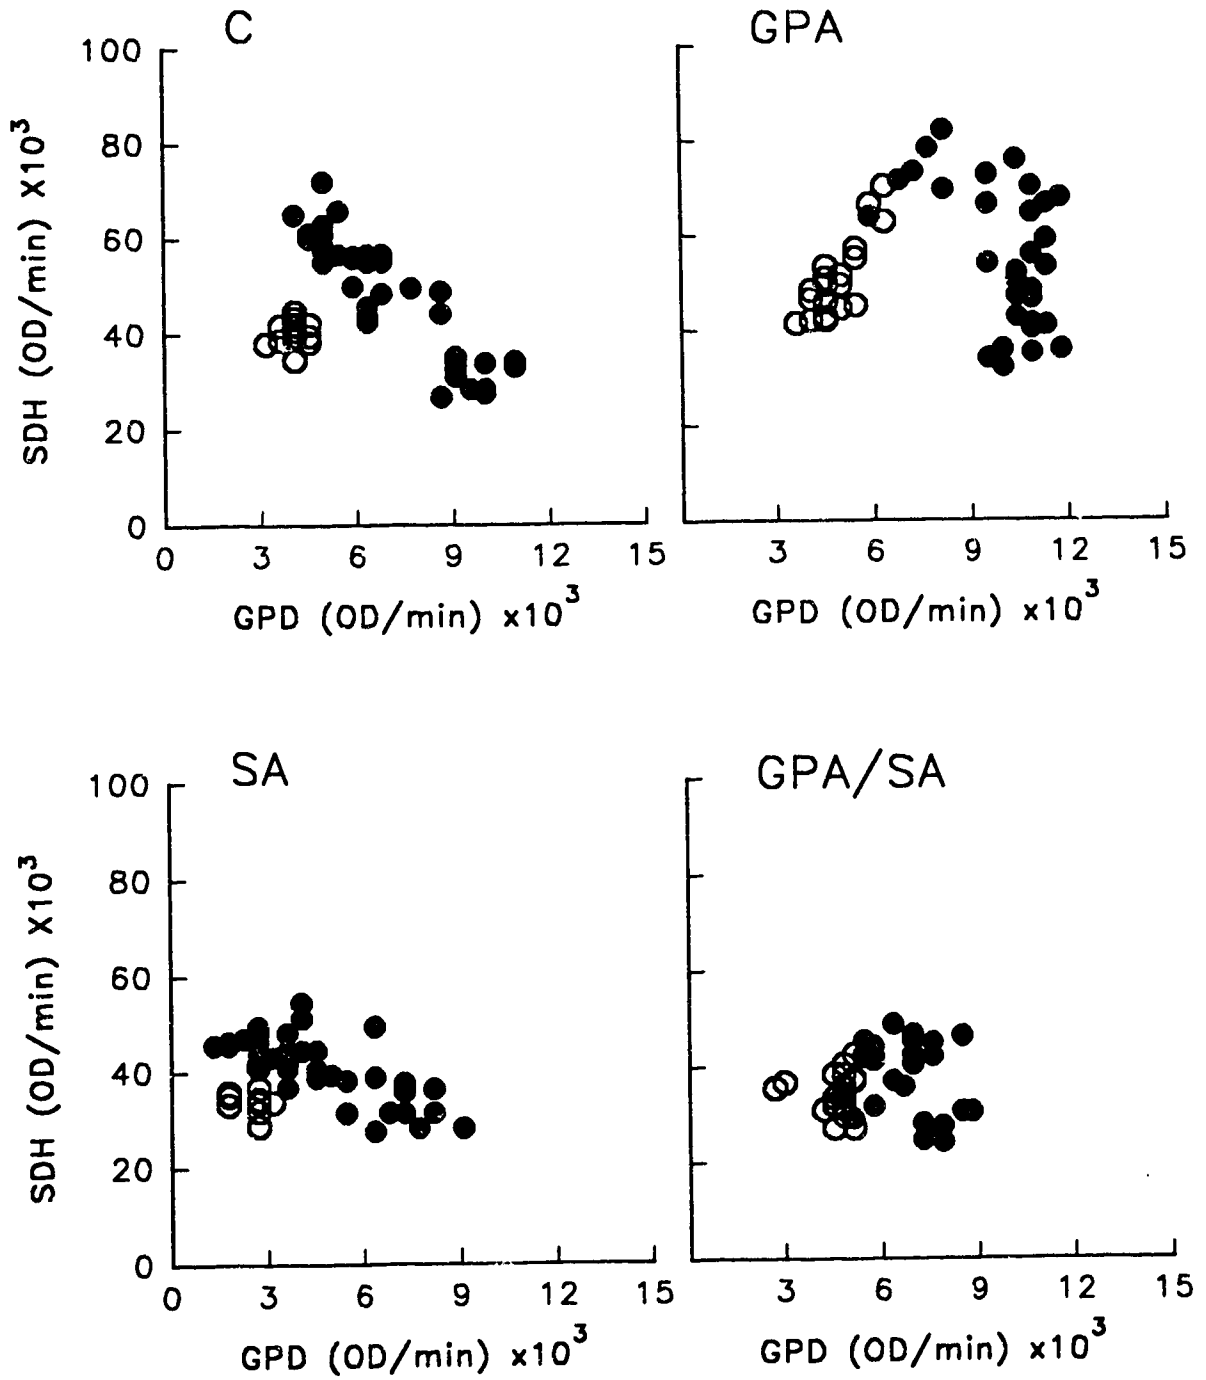 C
GPA
100
80
60
40
20
0
SDH (OD/min) X10³
0 3 6 9 12 15
3 6 9 12 15
GPD (OD/min) x10³
GPD (OD/min) x10³
SA
GPA/SA
100
80
60
40
20
0
SDH (OD/min) X10³
0 3 6 9 12 15
3 6 9 12 15
GPD (OD/min) x10³
GPD (OD/min) x10³